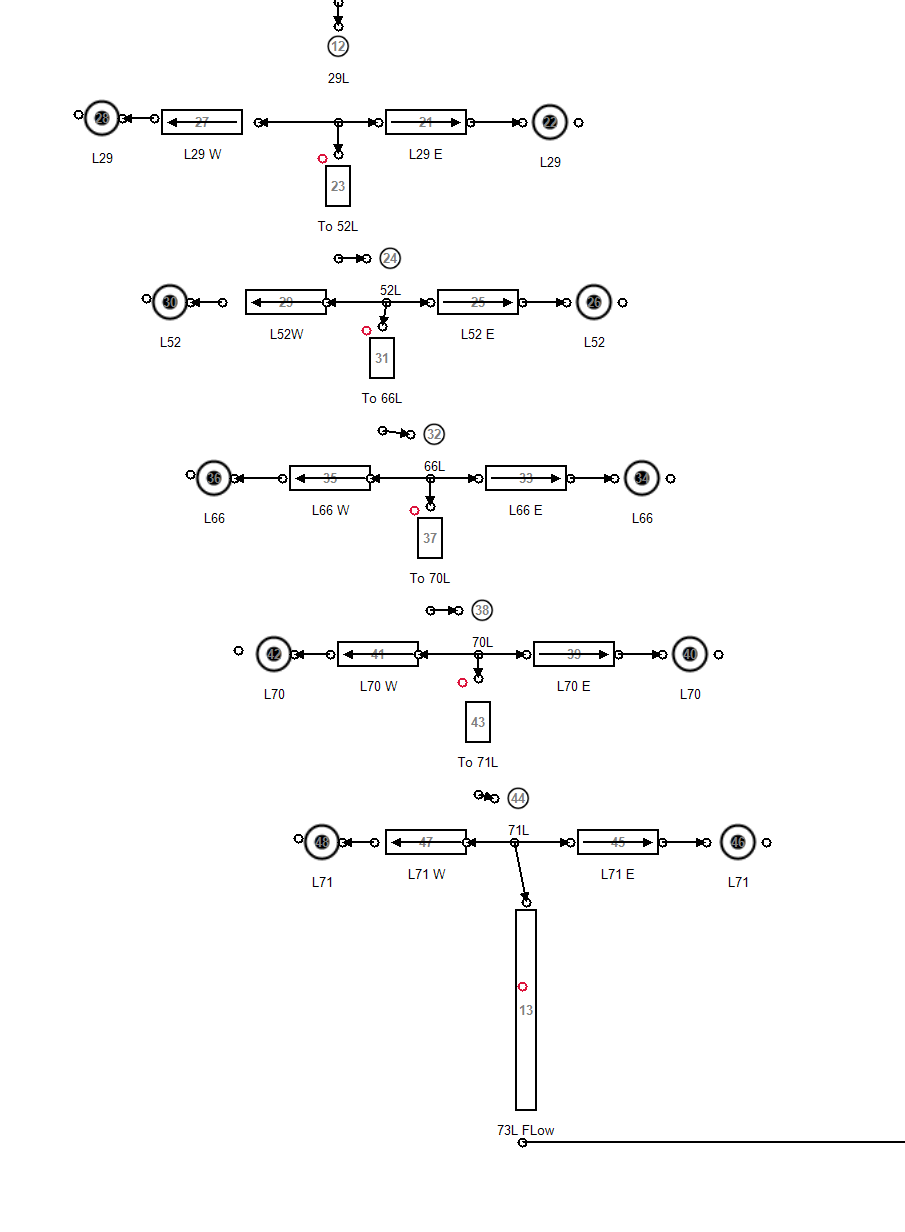 12
29L
28 27 21 22
L29 L29 W L29 E L29
23
To 52L
24
52L
30 29 25 26
L52 L52W L52 E L52
31
To 66L
32
66L
36 35 33 34
L66 L66 W L66 E L66
37
To 70L
38
70L
42 41 39 40
L70 L70 W L70 E L70
43
To 71L
44
71L
48 47 45 46
L71 L71 W L71 E L71
13
73L FLow